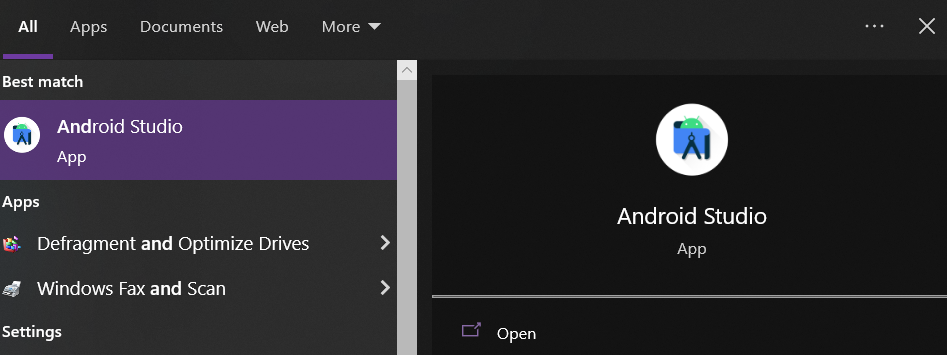 All Apps Documents Web More
Best match
Android Studio
App
Apps
Defragment and Optimize Drives
Windows Fax and Scan
Settings
Android Studio
App
Open